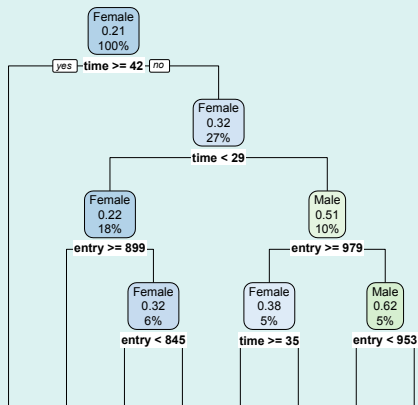 Female
0.21
100%
yes time >= 42 no
Female
0.32
27%
time < 29
Female
0.22
18%
Male
0.51
10%
entry >= 899
entry >= 979
Female
0.32
6%
Female
0.38
5%
Male
0.62
5%
entry < 845
time >= 35
entry < 953